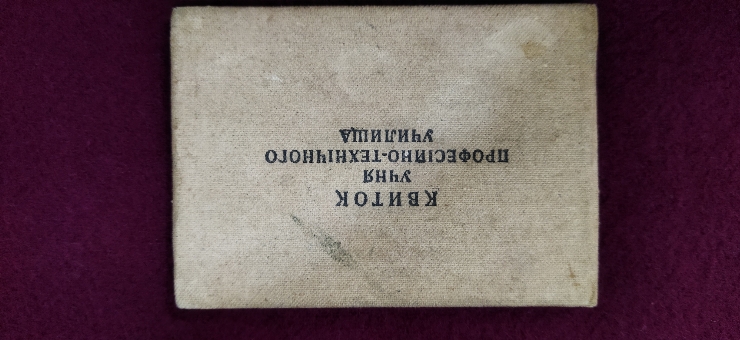 КВИТОК
УЧНЯ
ПРОФЕСІЙНО-ТЕХНІЧНОГО
УЧИЛИЩА